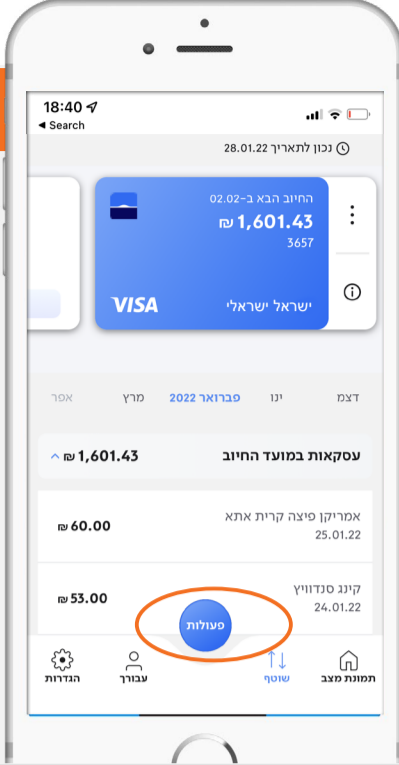 18:40
◀ Search
נכון לתאריך 28.01.22
החיוב הבא ב-02.02
₪ 1,601.43
3657
VISA
ישראל ישראלי
דצמ
ינו
פברואר 2022
מרץ
אפר
עסקאות במועד החיוב
₪ 1,601.43
אמריקן פיצה קרית אתא
25.01.22
₪ 60.00
קינג סנדוויץ
24.01.22
₪ 53.00
פעולות
תמונת מצב
שוטף
עבורך
הגדרות